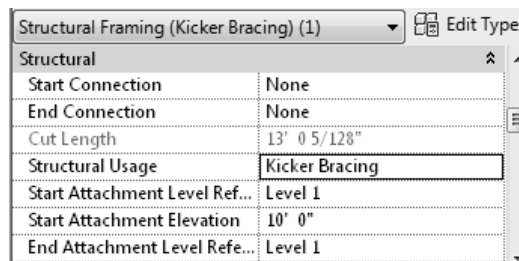 Structural Framing (Kicker Bracing) (1) Edit Type
Structural
Start Connection None
End Connection None
Cut Length 13' 0 5/128"
Structural Usage Kicker Bracing
Start Attachment Level Ref... Level 1
Start Attachment Elevation 10' 0"
End Attachment Level Refe... Level 1